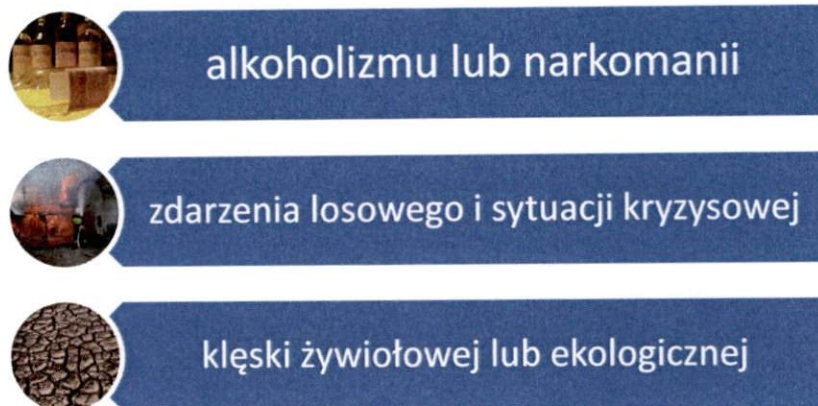 alkoholizmu lub narkomanii
zdarzenia losowego i sytuacji kryzysowej
klęski żywiołowej lub ekologicznej